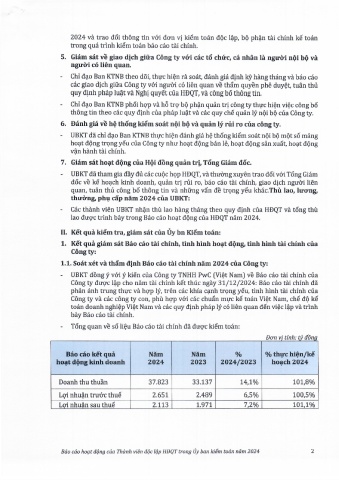 2024 và trao đổi thông tin với đơn vị kiểm toán độc lập, bộ phận tài chính kế toán
trong quá trình kiểm toán báo cáo tài chính.
5. Giám sát về giao dịch giữa Công ty với các tổ chức, cá nhân là người nội bộ và
người có liên quan.
- Chỉ đạo Ban KTNB theo dõi, thực hiện rà soát, đánh giá định kỳ hàng tháng và báo cáo
các giao dịch giữa Công ty với người có liên quan về thẩm quyền phê duyệt, tuân thủ
quy định pháp luật và Nghị quyết của HĐQT, và công bố thông tin.
- Chỉ đạo Ban KTNB phối hợp và hỗ trợ bộ phận quản trị công ty thực hiện việc công bố
thông tin theo các quy định của pháp luật và các quy chế quản lý nội bộ của Công ty.
6. Đánh giá về hệ thống kiểm soát nội bộ và quản lý rủi ro của công ty.
- UBKT đã chỉ đạo Ban KTNB thực hiện đánh giá hệ thống kiểm soát nội bộ một số mảng
hoạt động trọng yếu của Công ty như hoạt động bán lẻ, hoạt động sản xuất, hoạt động
vận hành tài chính.
7. Giám sát hoạt động của Hội đồng quản trị, Tổng Giám đốc.
- UBKT đã tham gia đầy đủ các cuộc họp HĐQT, và thường xuyên trao đổi với Tổng Giám
đốc về kế hoạch kinh doanh, quản trị rủi ro, báo cáo tài chính, giao dịch người liên
quan, tuân thủ công bố thông tin và những vấn đề trọng yếu khác.Thù lao, lương,
thưởng, phụ cấp năm 2024 của UBKT:
- Các thành viên UBKT nhận thù lao hàng tháng theo quy định của HĐQT và tổng thù
lao được trình bày trong Báo cáo hoạt động của HĐQT năm 2024.
II. Kết quả kiểm tra, giám sát của Ủy bn Kiểm toán:
1. Kết quả giám sát Báo cáo tài chính, tình hình hoạt động, tình hình tài chính của
Công ty:
1.1. Soát xét và thẩm định Báo cáo tài chính năm 2024 của Công ty:
- UBKT đồng ý với ý kiến của Công ty TNHH PwC (Việt Nam) về Báo cáo tài chính của
Công ty được lập cho năm tài chính kết thúc ngày 31/12/2024: Báo cáo tài chính đã
phản ánh trung thực và hợp lý, trên các khía cạnh trọng yếu, tình hình tài chính của
Công ty và các công ty con, phù hợp với các chuẩn mực kế toán Việt Nam, chế độ kế
toán doanh nghiệp Việt Nam và các quy định pháp lý có liên quan đến việc lập và trình
bày Báo cáo tài chính.
- Tổng quan về số liệu Báo cáo tài chính đã được kiểm toán:
Đơn vị tính: tỷ đồng
Báo cáo kết quả hoạt động kinh doanh Năm 2024 Năm 2023 % 2024/2023 % thực hiện/kế hoạch 2024
Doanh thu thuần 37.823 33.137 14,1% 101,8%
Lợi nhuận trước thuế 2.651 2.489 6,5% 100,5%
Lợi nhuận sau thuế 2.113 1.971 7,2% 101,1%
Báo cáo hoạt động của Thành viên độc lập HĐQT trong Ủy ban kiểm toán năm 2024 2